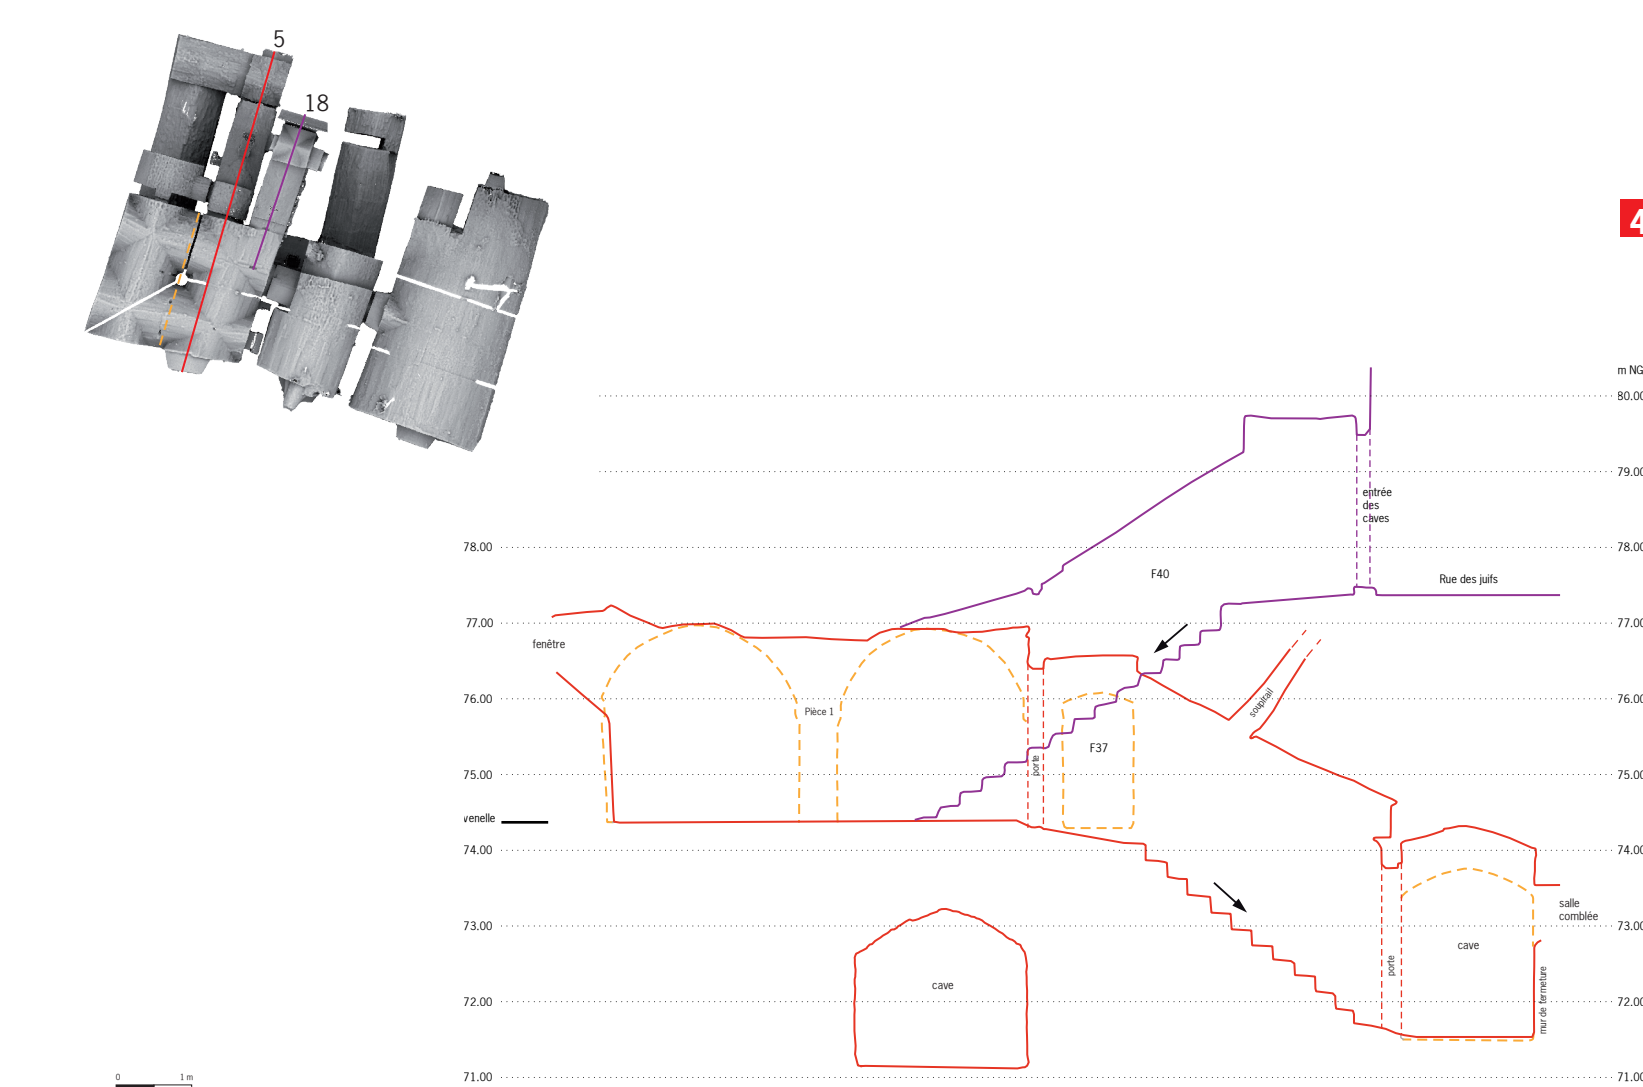 5
18
4
m NG
80.00
79.00
entrée
des
caves
78.00
78.00
F40
Rue des juifs
77.00
77.00
fenêtre
76.00
76.00
Pièce 1
soupirail
F37
porte
75.00
75.00
venelle
74.00
74.00
salle
comblée
73.00
73.00
cave
porte
cave
mur de fermeture
72.00
72.00
0 1 m
71.00
71.00